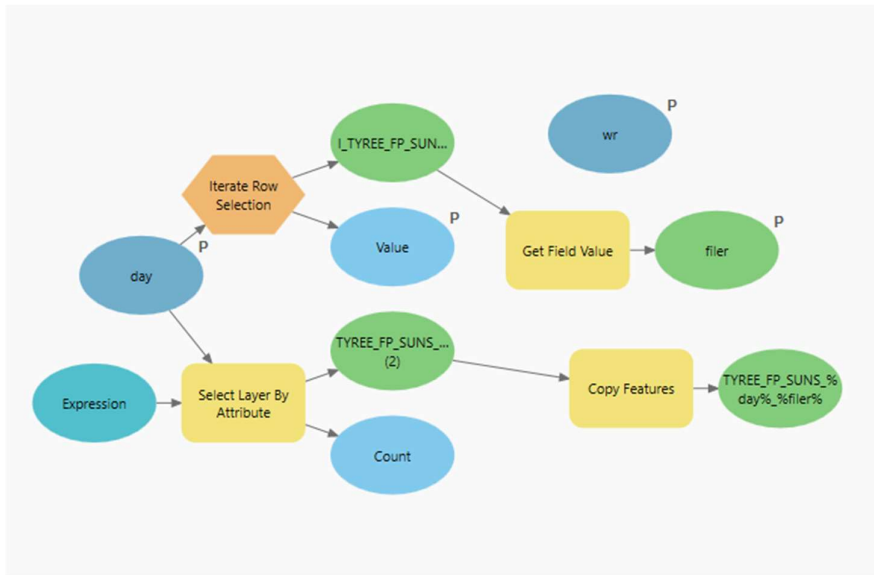 P
wr
I_TYREE_FP_SUN...
Iterate Row
Selection
P
Value
P
filer
P
Get Field Value
day
TYREE_FP_SUNS_...
(2)
Expression
Select Layer By
Attribute
Copy Features
TYREE_FP_SUNS_%
day%_%filer%
Count